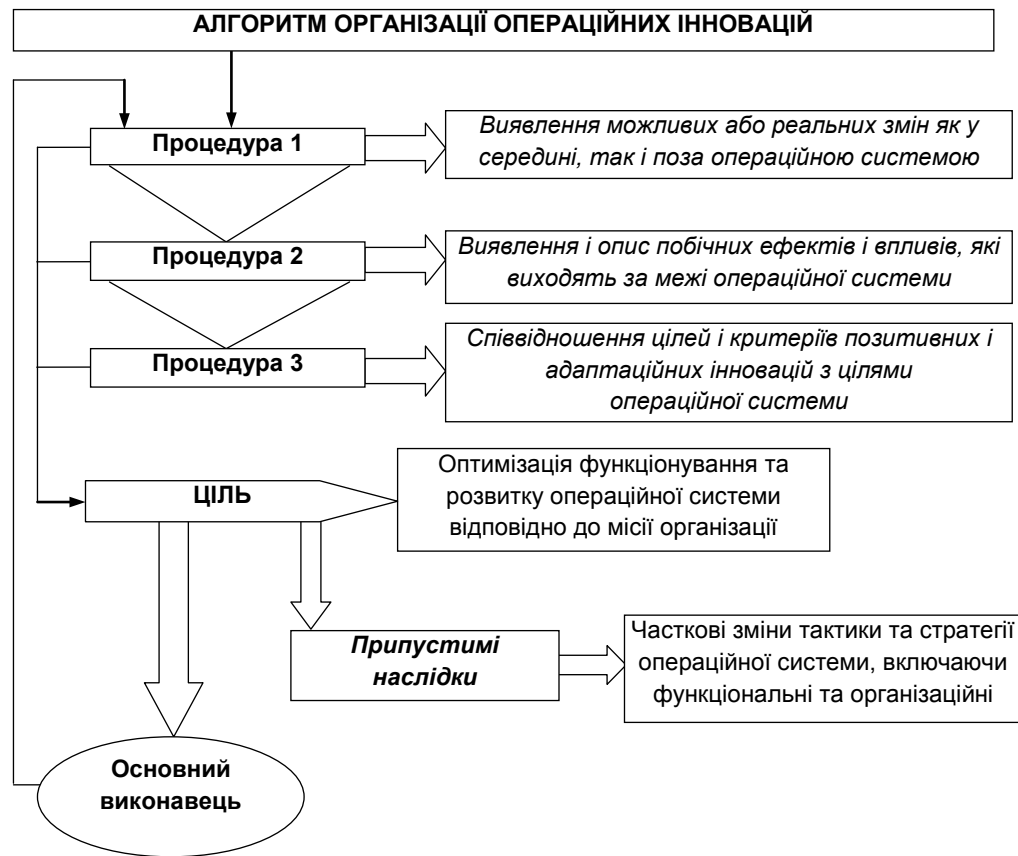 АЛГОРИТМ ОРГАНІЗАЦІЇ ОПЕРАЦІЙНИХ ІННОВАЦІЙ
Процедура 1
Виявлення можливих або реальних змін як у
середині, так і поза операційною системою
Процедура 2
Виявлення і опис побічних ефектів і впливів, які
виходять за межі операційної системи
Процедура 3
Співвідношення цілей і критеріїв позитивних і
адаптаційних інновацій з цілями
операційної системи
ЦІЛЬ
Оптимізація функціонування та
розвитку операційної системи
відповідно до місії організації
Припустимі
наслідки
Часткові зміни тактики та стратегії
операційної системи, включаючи
функціональні та організаційні
Основний
виконавець